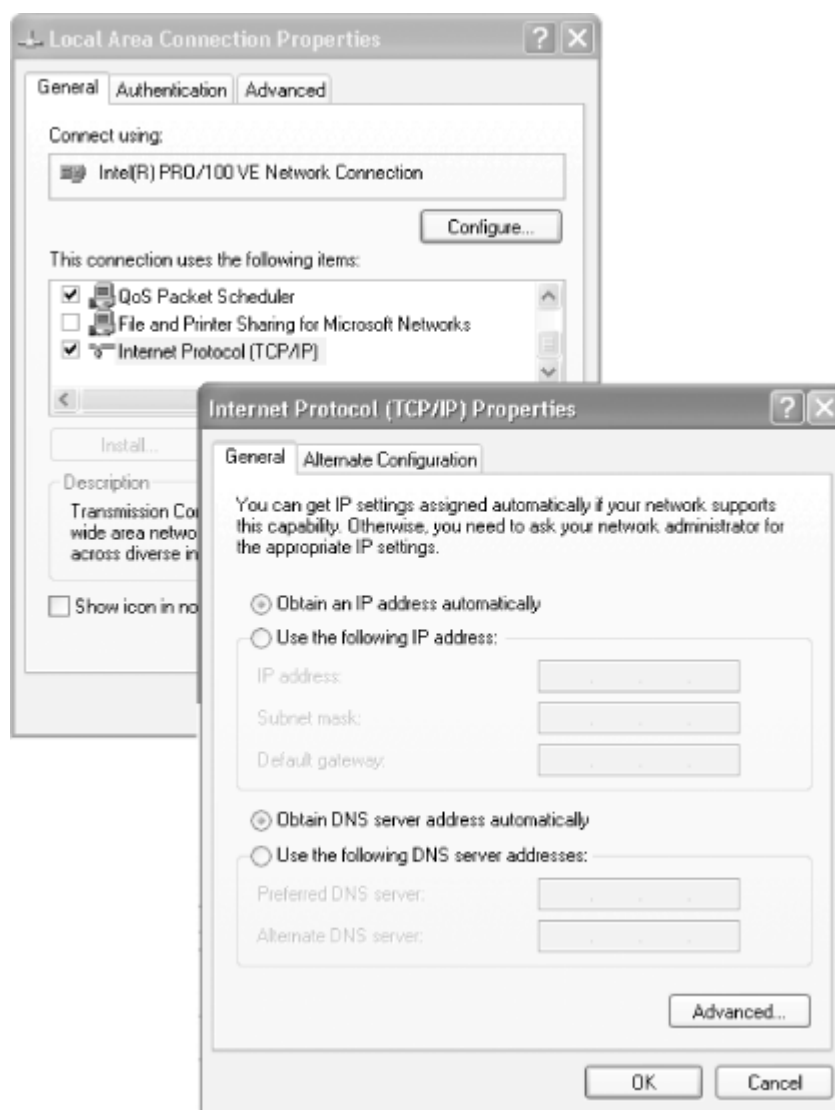 Local Area Connection Properties
General Authentication Advanced
Connect using:
Intel(R) PRO/100 VE Network Connection
Configure...
This connection uses the following items:
QoS Packet Scheduler
File and Printer Sharing for Microsoft Networks
Internet Protocol (TCP/IP)
Install...
Description
Transmission Co
wide area netwo
across diverse in
Show icon in no
Internet Protocol (TCP/IP) Properties
General Alternate Configuration
You can get IP settings assigned automatically if your network supports
this capability. Otherwise, you need to ask your network administrator for
the appropriate IP settings.
Obtain an IP address automatically
Use the following IP address:
IP address:
Subnet mask:
Default gateway:
Obtain DNS server address automatically
Use the following DNS server addresses:
Preferred DNS server:
Alternate DNS server:
Advanced...
OK Cancel